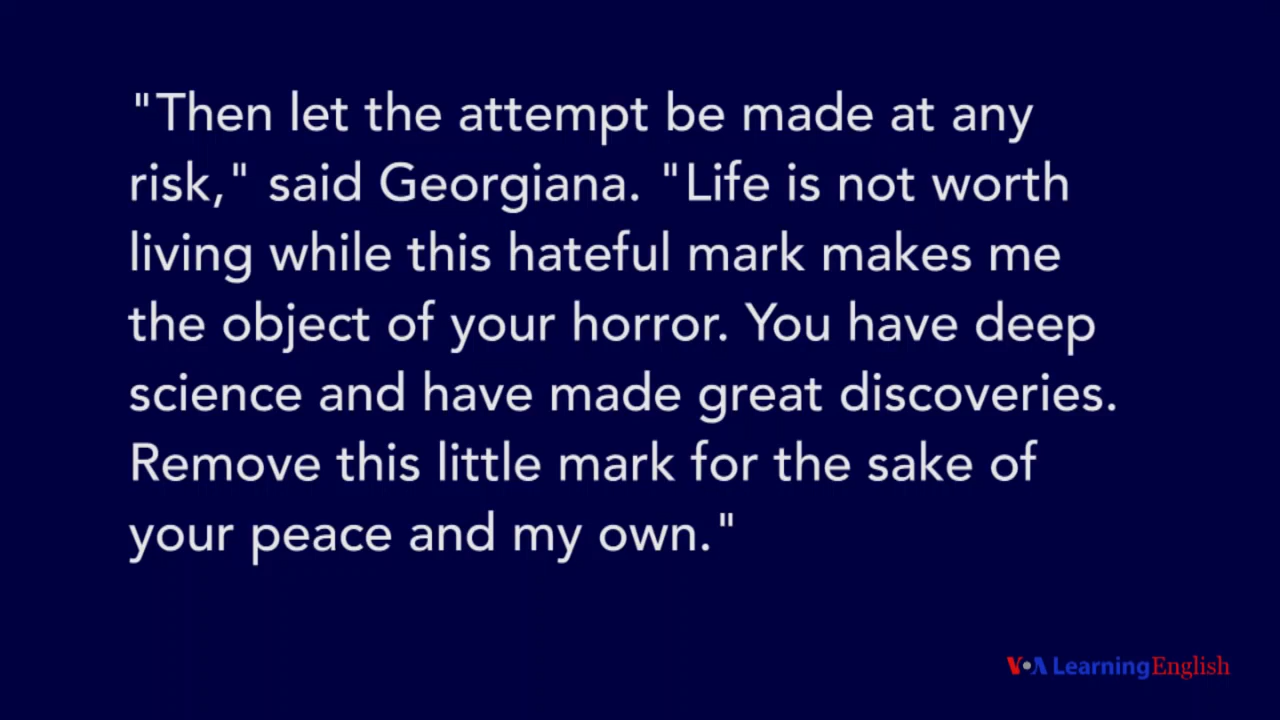 "Then let the attempt be made at any
risk," said Georgiana. "Life is not worth
living while this hateful mark makes me
the object of your horror. You have deep
science and have made great discoveries.
Remove this little mark for the sake of
your peace and my own."
VOA Learning English